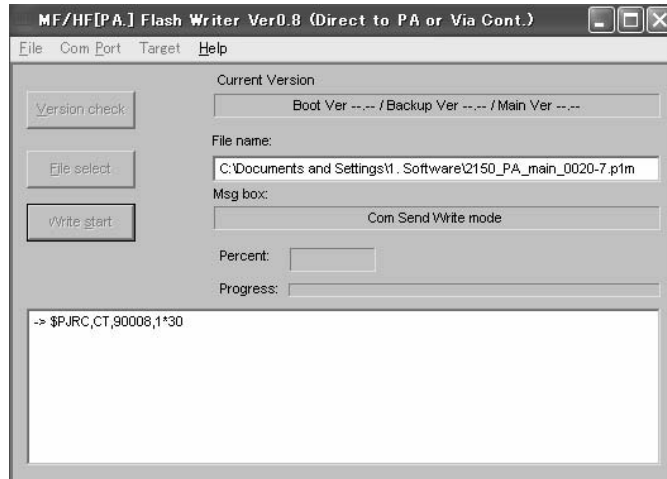 MF/HF[PA.] Flash Writer Ver0.8 (Direct to PA or Via Cont.)
File Com Port Target Help
Current Version
Version check
Boot Ver --.-- / Backup Ver --.-- / Main Ver --.--
File name:
File select
C:\Documents and Settings\1. Software\2150_PA_main_0020-7.p1m
Msg box:
Write start
Com Send Write mode
Percent:
Progress:
-> $PJRC,CT,90008,1*30